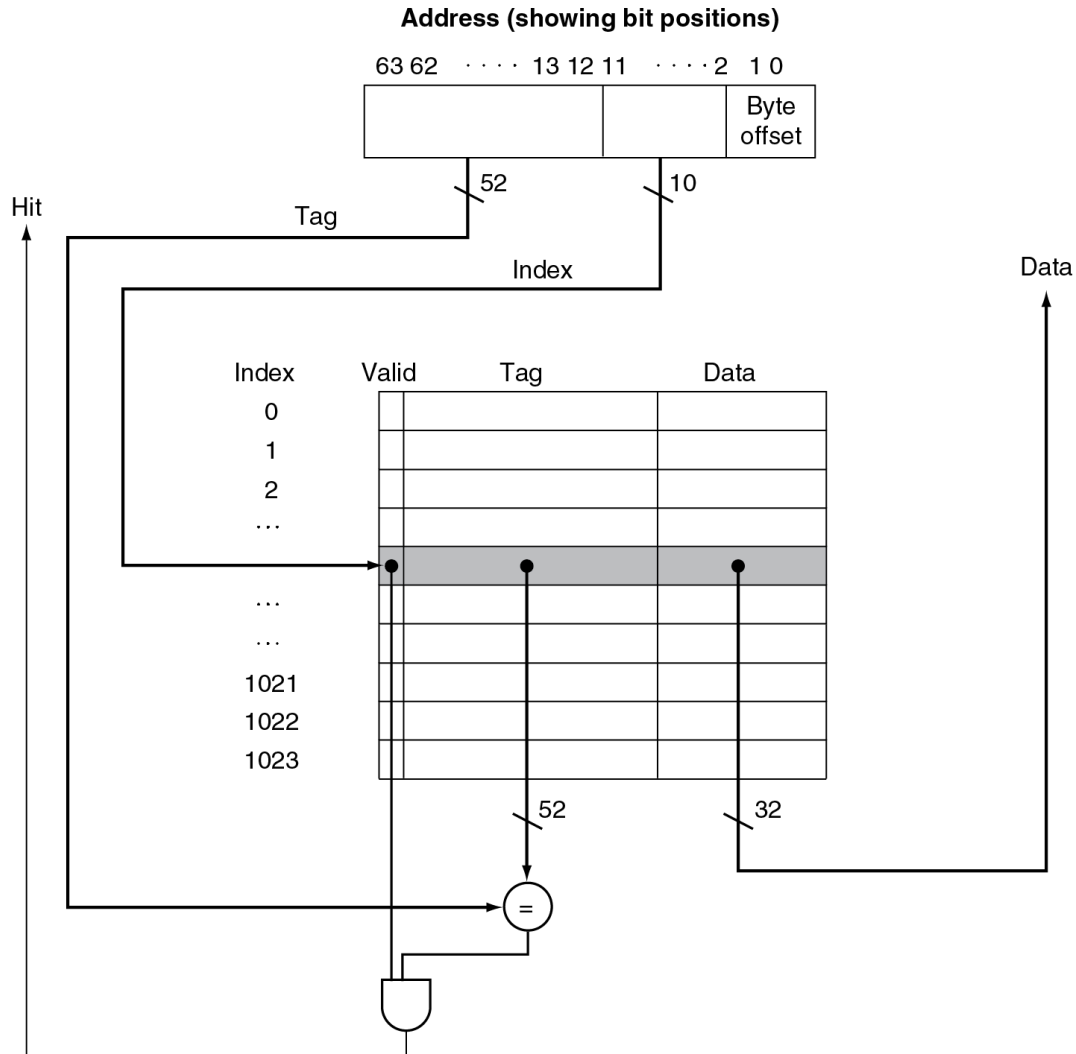 Address (showing bit positions)
63 62 · · · · 13 12 11 · · · · 2 1 0
Byte
offset
52
10
Hit
Tag
Index
Data
Index
Valid
Tag
Data
0
1
2
...
...
...
1021
1022
1023
52
32
=